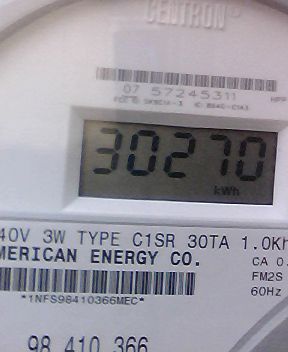 CENTRON®
07 57245311
30270
kWh
40V 3W TYPE C1SR 30TA 1.0Kh
MERICAN ENERGY CO.
CA 0.
FM2S
60Hz
*1NFS98410366MEC*
98 410 366